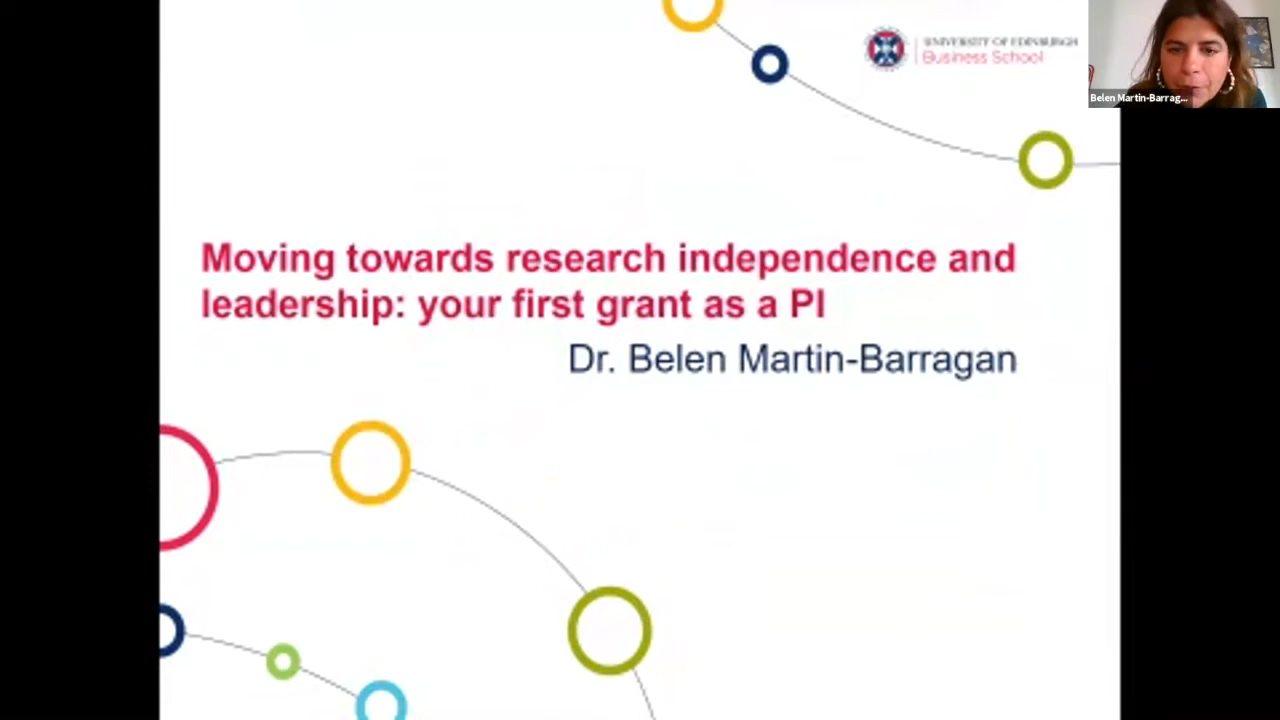 UNIVERSITY OF EDINBURGH
Business School
Belen Martin-Barrag...
Moving towards research independence and
leadership: your first grant as a PI
Dr. Belen Martin-Barragan